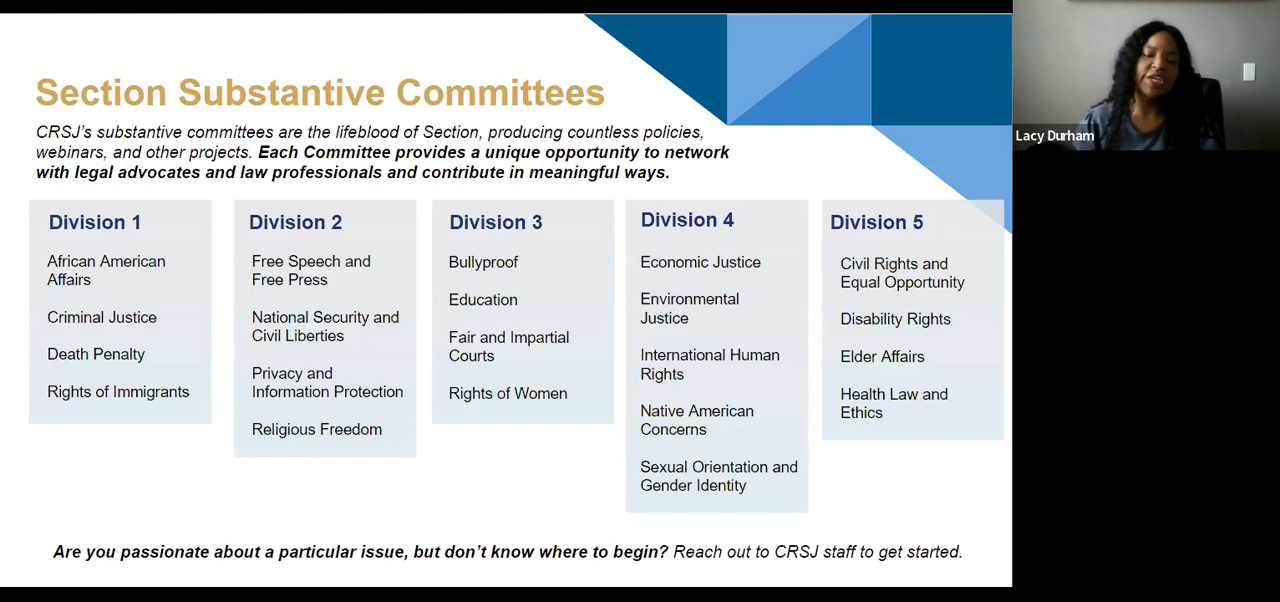 Section Substantive Committees
CRSJ's substantive committees are the lifeblood of Section, producing countless policies,
webinars, and other projects. Each Committee provides a unique opportunity to network
with legal advocates and law professionals and contribute in meaningful ways.
Division 1
African American
Affairs
Criminal Justice
Death Penalty
Rights of Immigrants
Division 2
Free Speech and
Free Press
National Security and
Civil Liberties
Privacy and
Information Protection
Religious Freedom
Division 3
Bullyproof
Education
Fair and Impartial
Courts
Rights of Women
Division 4
Economic Justice
Environmental
Justice
International Human
Rights
Native American
Concerns
Sexual Orientation and
Gender Identity
Division 5
Civil Rights and
Equal Opportunity
Disability Rights
Elder Affairs
Health Law and
Ethics
Are you passionate about a particular issue, but don't know where to begin? Reach out to CRSJ staff to get started.
Lacy Durham